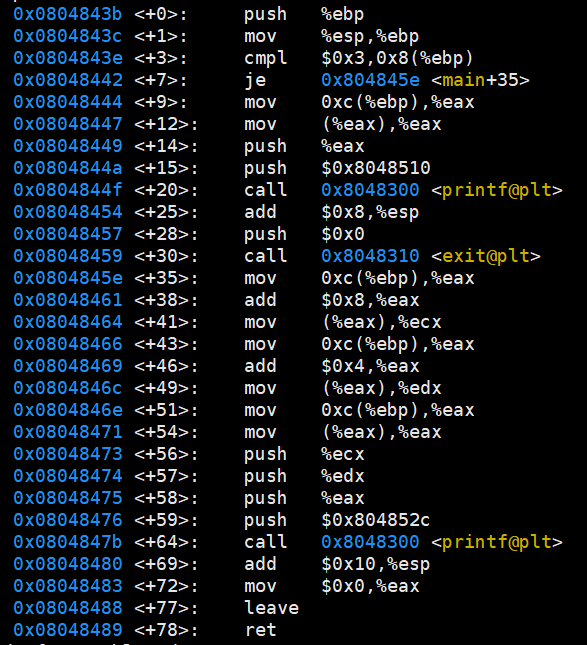 0x0804843b <+0>: push %ebp
0x0804843c <+1>: mov %esp,%ebp
0x0804843e <+3>: cmpl $0x3,0x8(%ebp)
0x08048442 <+7>: je 0x804845e <main+35>
0x08048444 <+9>: mov 0xc(%ebp),%eax
0x08048447 <+12>: mov (%eax),%eax
0x08048449 <+14>: push %eax
0x0804844a <+15>: push $0x8048510
0x0804844f <+20>: call 0x8048300 <printf@plt>
0x08048454 <+25>: add $0x8,%esp
0x08048457 <+28>: push $0x0
0x08048459 <+30>: call 0x8048310 <exit@plt>
0x0804845e <+35>: mov 0xc(%ebp),%eax
0x08048461 <+38>: add $0x8,%eax
0x08048464 <+41>: mov (%eax),%ecx
0x08048466 <+43>: mov 0xc(%ebp),%eax
0x08048469 <+46>: add $0x4,%eax
0x0804846c <+49>: mov (%eax),%edx
0x0804846e <+51>: mov 0xc(%ebp),%eax
0x08048471 <+54>: mov (%eax),%eax
0x08048473 <+56>: push %ecx
0x08048474 <+57>: push %edx
0x08048475 <+58>: push %eax
0x08048476 <+59>: push $0x804852c
0x0804847b <+64>: call 0x8048300 <printf@plt>
0x08048480 <+69>: add $0x10,%esp
0x08048483 <+72>: mov $0x0,%eax
0x08048488 <+77>: leave
0x08048489 <+78>: ret